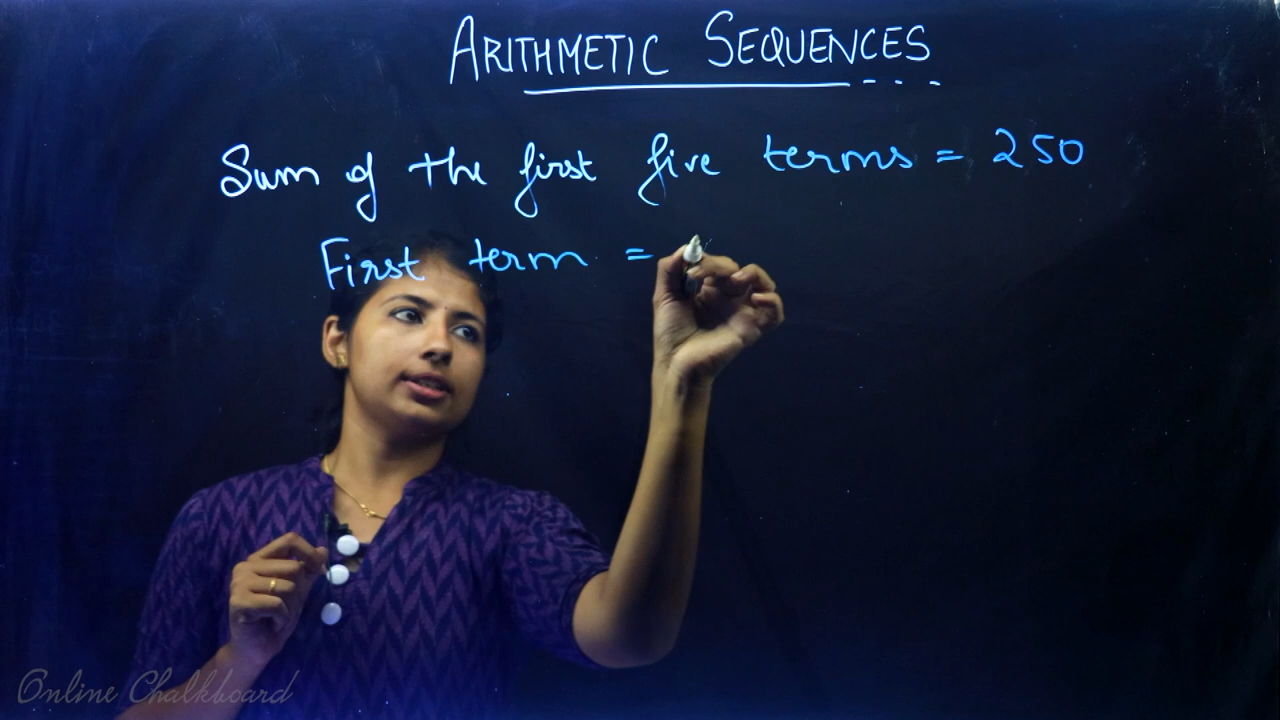 ARITHMETIC SEQUENCES...
Sum of the first five terms = 250
First term =
Online Chalkboard